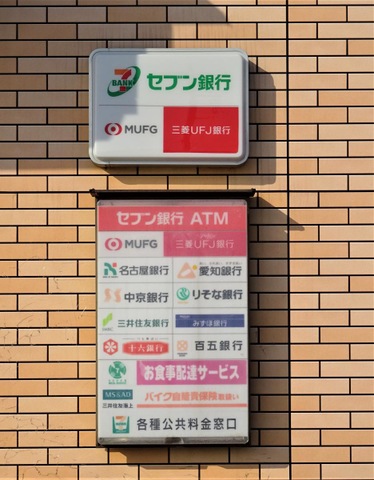 7 BANK セブン銀行
MUFG 三菱UFJ銀行
セブン銀行 ATM
MUFG 三菱UFJ銀行
名古屋銀行 愛知銀行
中京銀行 りそな銀行
三井住友銀行 みずほ銀行
十六銀行 百五銀行
お食事配達サービス
MS&AD バイク自賠責保険取扱い
三井住友海上
各種公共料金窓口